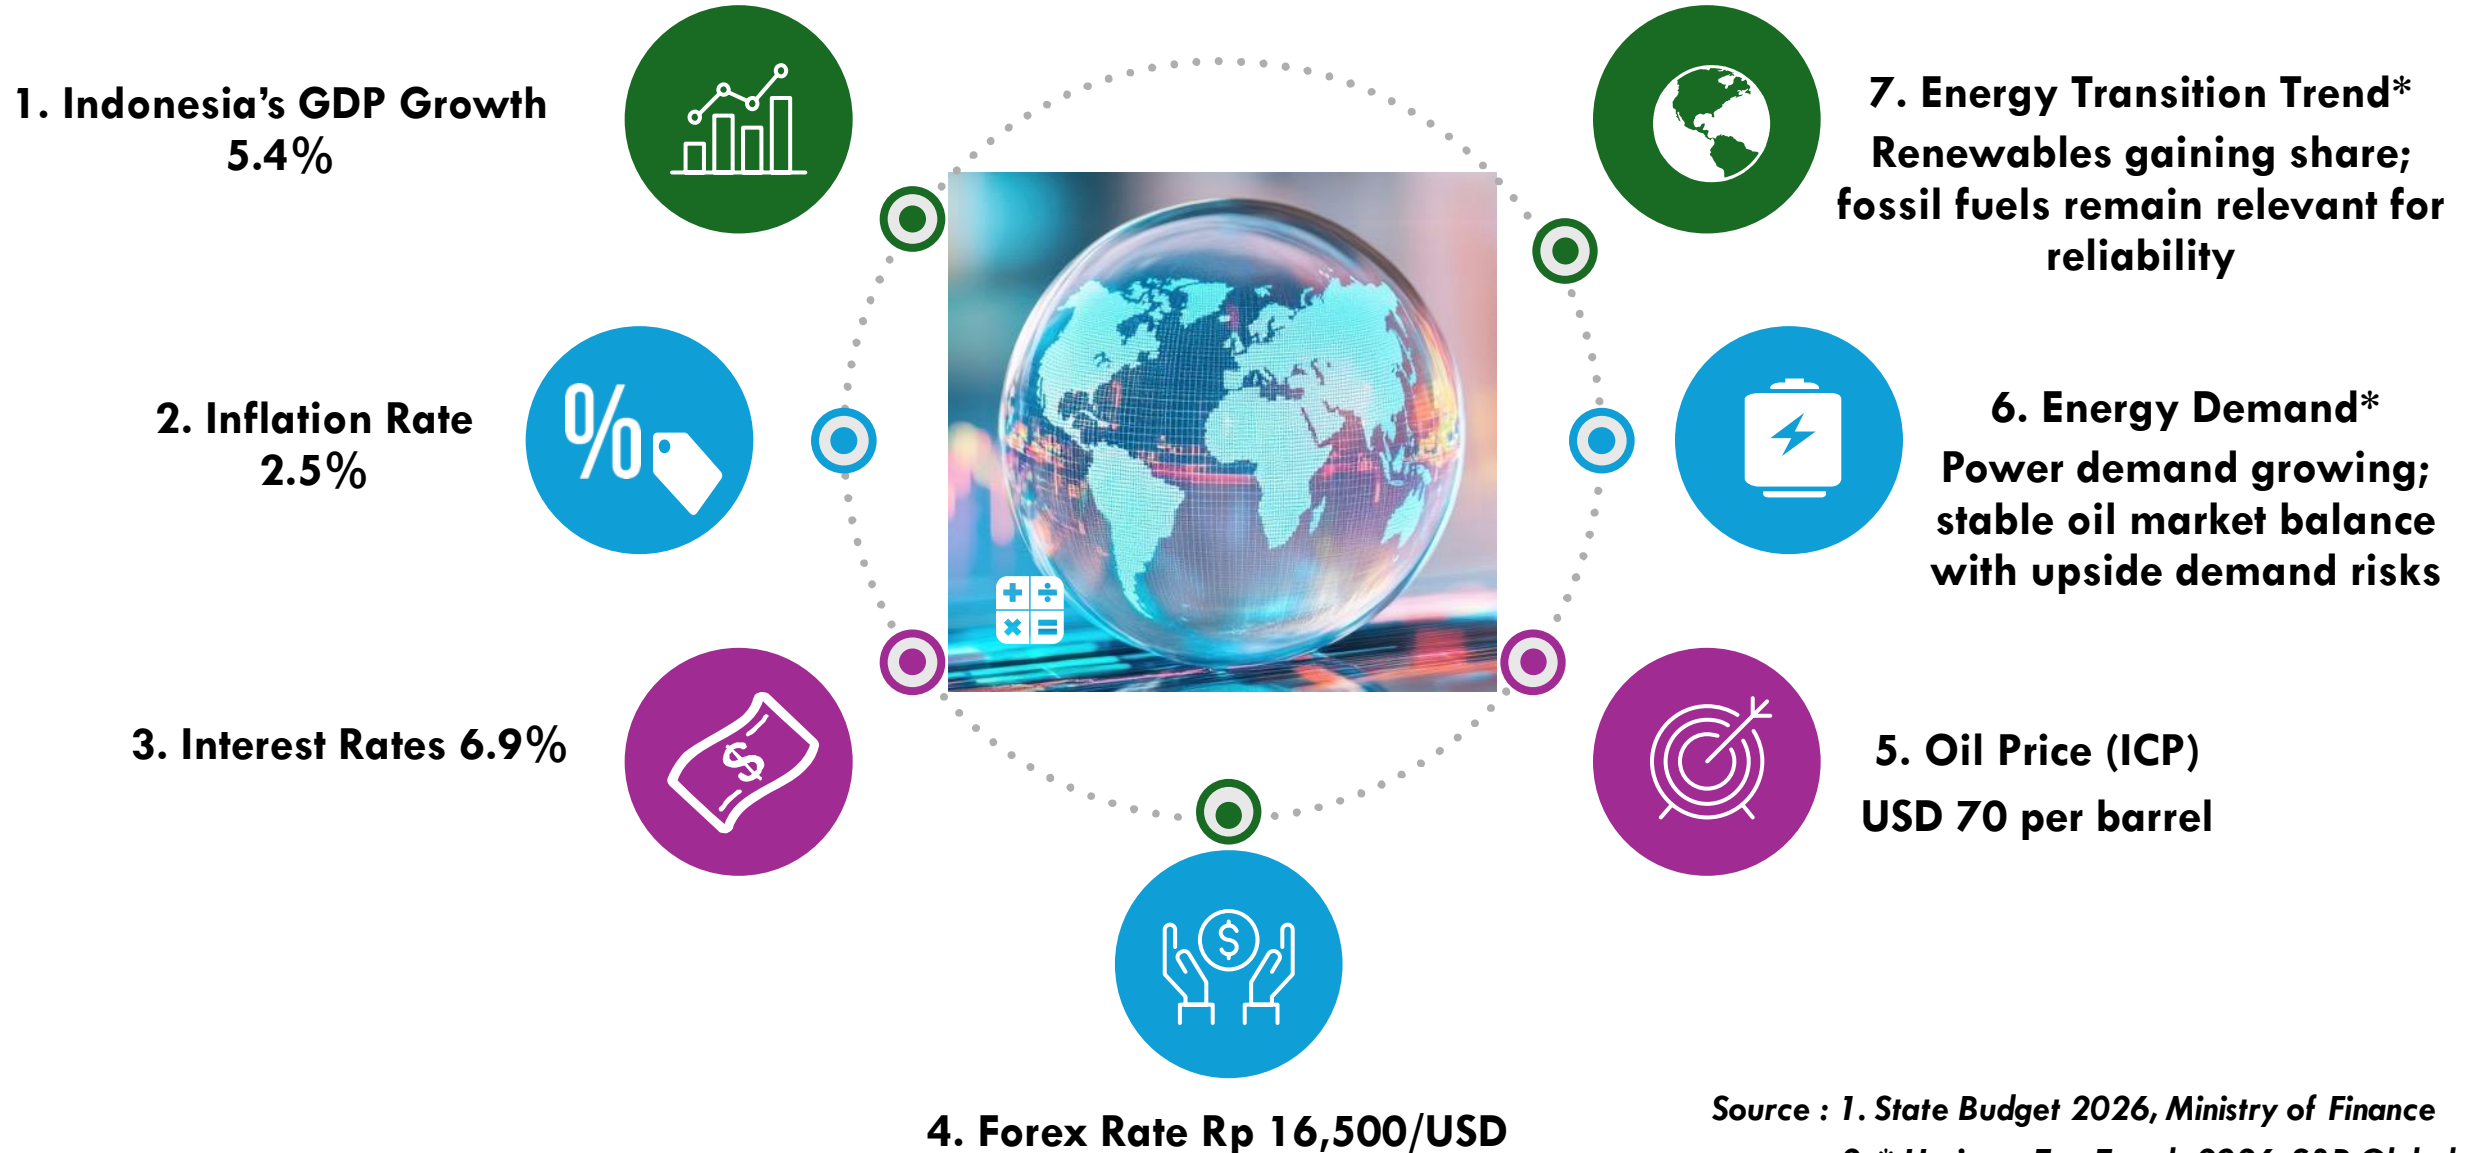 1. Indonesia’s GDP Growth
5.4%
2. Inflation Rate
2.5%
3. Interest Rates 6.9%
4. Forex Rate Rp 16,500/USD
5. Oil Price (ICP)
USD 70 per barrel
6. Energy Demand*
Power demand growing;
stable oil market balance
with upside demand risks
7. Energy Transition Trend*
Renewables gaining share;
fossil fuels remain relevant for
reliability
Source : 1. State Budget 2026, Ministry of Finance